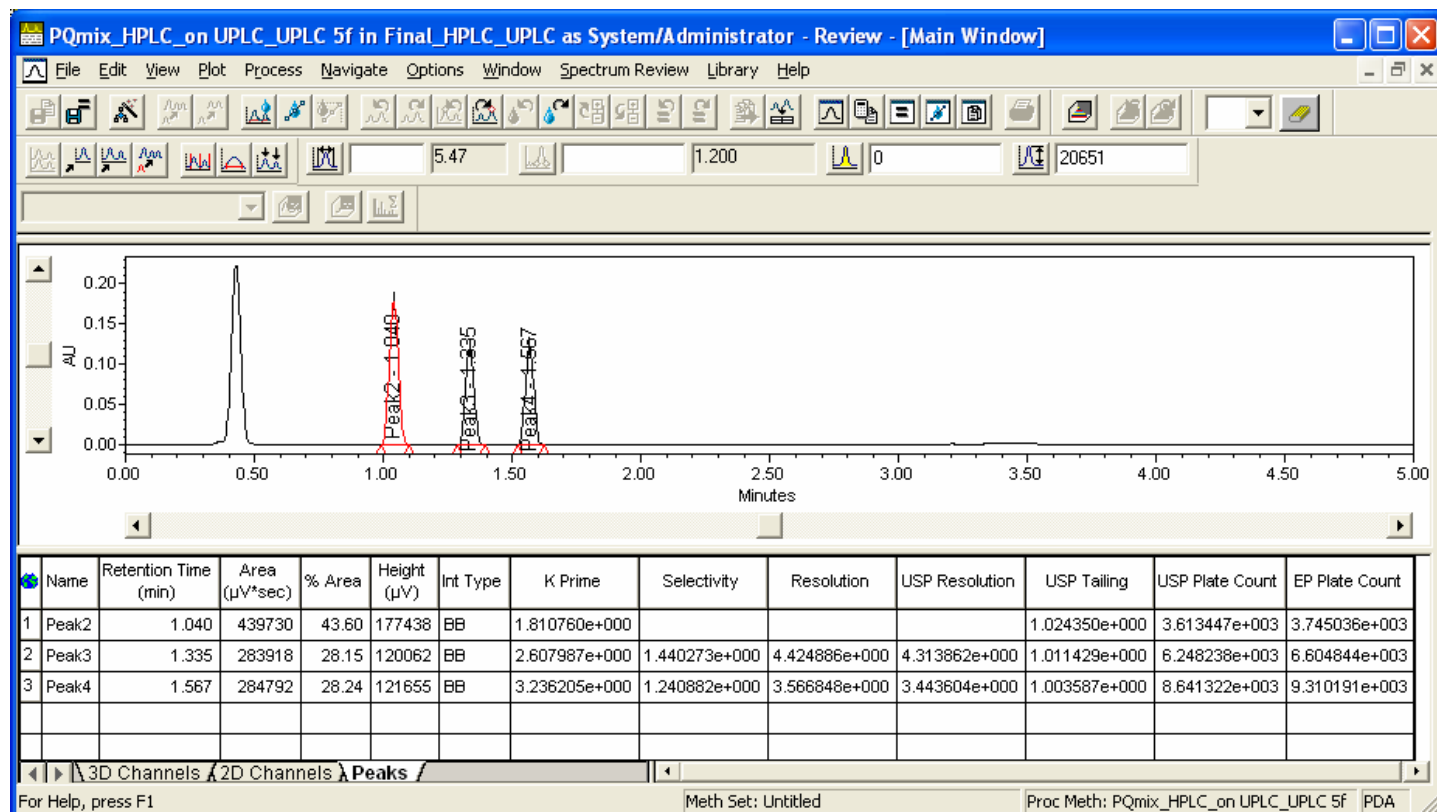 PQmix_HPLC_on UPLC_UPLC 5f in Final_HPLC_UPLC as System/Administrator - Review - [Main Window]
File Edit View Plot Process Navigate Options Window Spectrum Review Library Help
5.47 1.200 0 20651
0.20
0.15
0.10
0.05
0.00
AU
Peak2 - 1.040
Peak3 - 1.335
Peak4 - 1.567
0.00 0.50 1.00 1.50 2.00 2.50 3.00 3.50 4.00 4.50 5.00
Minutes
Name Retention Time (min) Area (µV*sec) % Area Height (µV) Int Type K Prime Selectivity Resolution USP Resolution USP Tailing USP Plate Count EP Plate Count
1 Peak2 1.040 439730 43.60 177438 BB 1.810760e+000 1.024350e+000 3.613447e+003 3.745036e+003
2 Peak3 1.335 283918 28.15 120062 BB 2.607987e+000 1.440273e+000 4.424886e+000 4.313862e+000 1.011429e+000 6.248238e+003 6.604844e+003
3 Peak4 1.567 284792 28.24 121655 BB 3.236205e+000 1.240882e+000 3.566848e+000 3.443604e+000 1.003587e+000 8.641322e+003 9.310191e+003
3D Channels 2D Channels Peaks
For Help, press F1 Meth Set: Untitled Proc Meth: PQmix_HPLC_on UPLC_UPLC 5f PDA